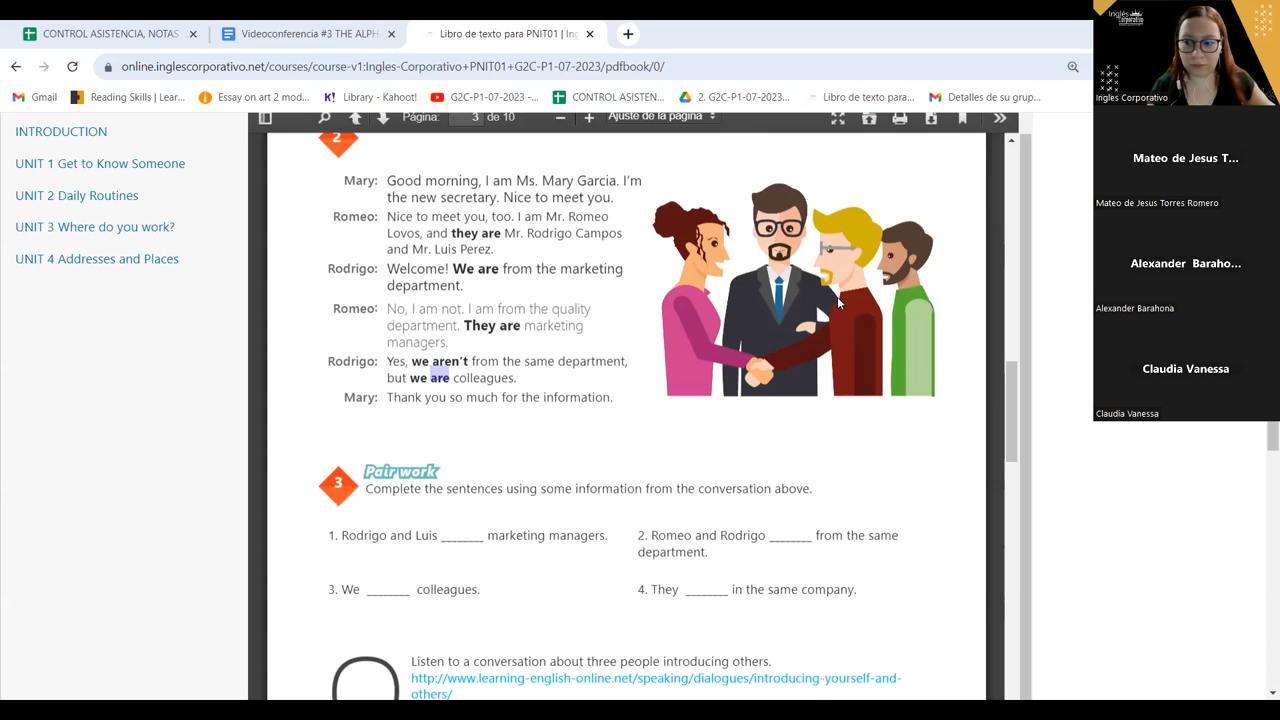 CONTROL ASISTENCIA, NOTAS
Videoconferencia #3 THE ALPH
Libro de texto para PNIT01 | Ing
online.inglescorporativo.net/courses/course-v1:Ingles-Corporativo+PNIT01+G2C-P1-07-2023/pdfbook/0/
Gmail
Reading Skills | Lear...
Essay on art 2 mod...
Library - Kahoot!
G2C-P1-07-2023 -...
CONTROL ASISTEN...
2. G2C-P1-07-2023...
Libro de texto para...
Detalles de su grup...
INTRODUCTION
UNIT 1 Get to Know Someone
UNIT 2 Daily Routines
UNIT 3 Where do you work?
UNIT 4 Addresses and Places
Página: 3 de 10
Ajuste de la página
2
Mary: Good morning, I am Ms. Mary Garcia. I'm
the new secretary. Nice to meet you.
Romeo: Nice to meet you, too. I am Mr. Romeo
Lovos, and they are Mr. Rodrigo Campos
and Mr. Luis Perez.
Rodrigo: Welcome! We are from the marketing
department.
Romeo: No, I am not. I am from the quality
department. They are marketing
managers.
Rodrigo: Yes, we aren't from the same department,
but we are colleagues.
Mary: Thank you so much for the information.
3
Pair work
Complete the sentences using some information from the conversation above.
1. Rodrigo and Luis _______ marketing managers.
2. Romeo and Rodrigo _______ from the same
department.
3. We _______ colleagues.
4. They _______ in the same company.
Listen to a conversation about three people introducing others.
http://www.learning-english-online.net/speaking/dialogues/introducing-yourself-and-
others/
Inglés
Corporativo
Ingles Corporativo
Mateo de Jesus T...
Mateo de Jesus Torres Romero
Alexander Baraho...
Alexander Barahona
Claudia Vanessa
Claudia Vanessa